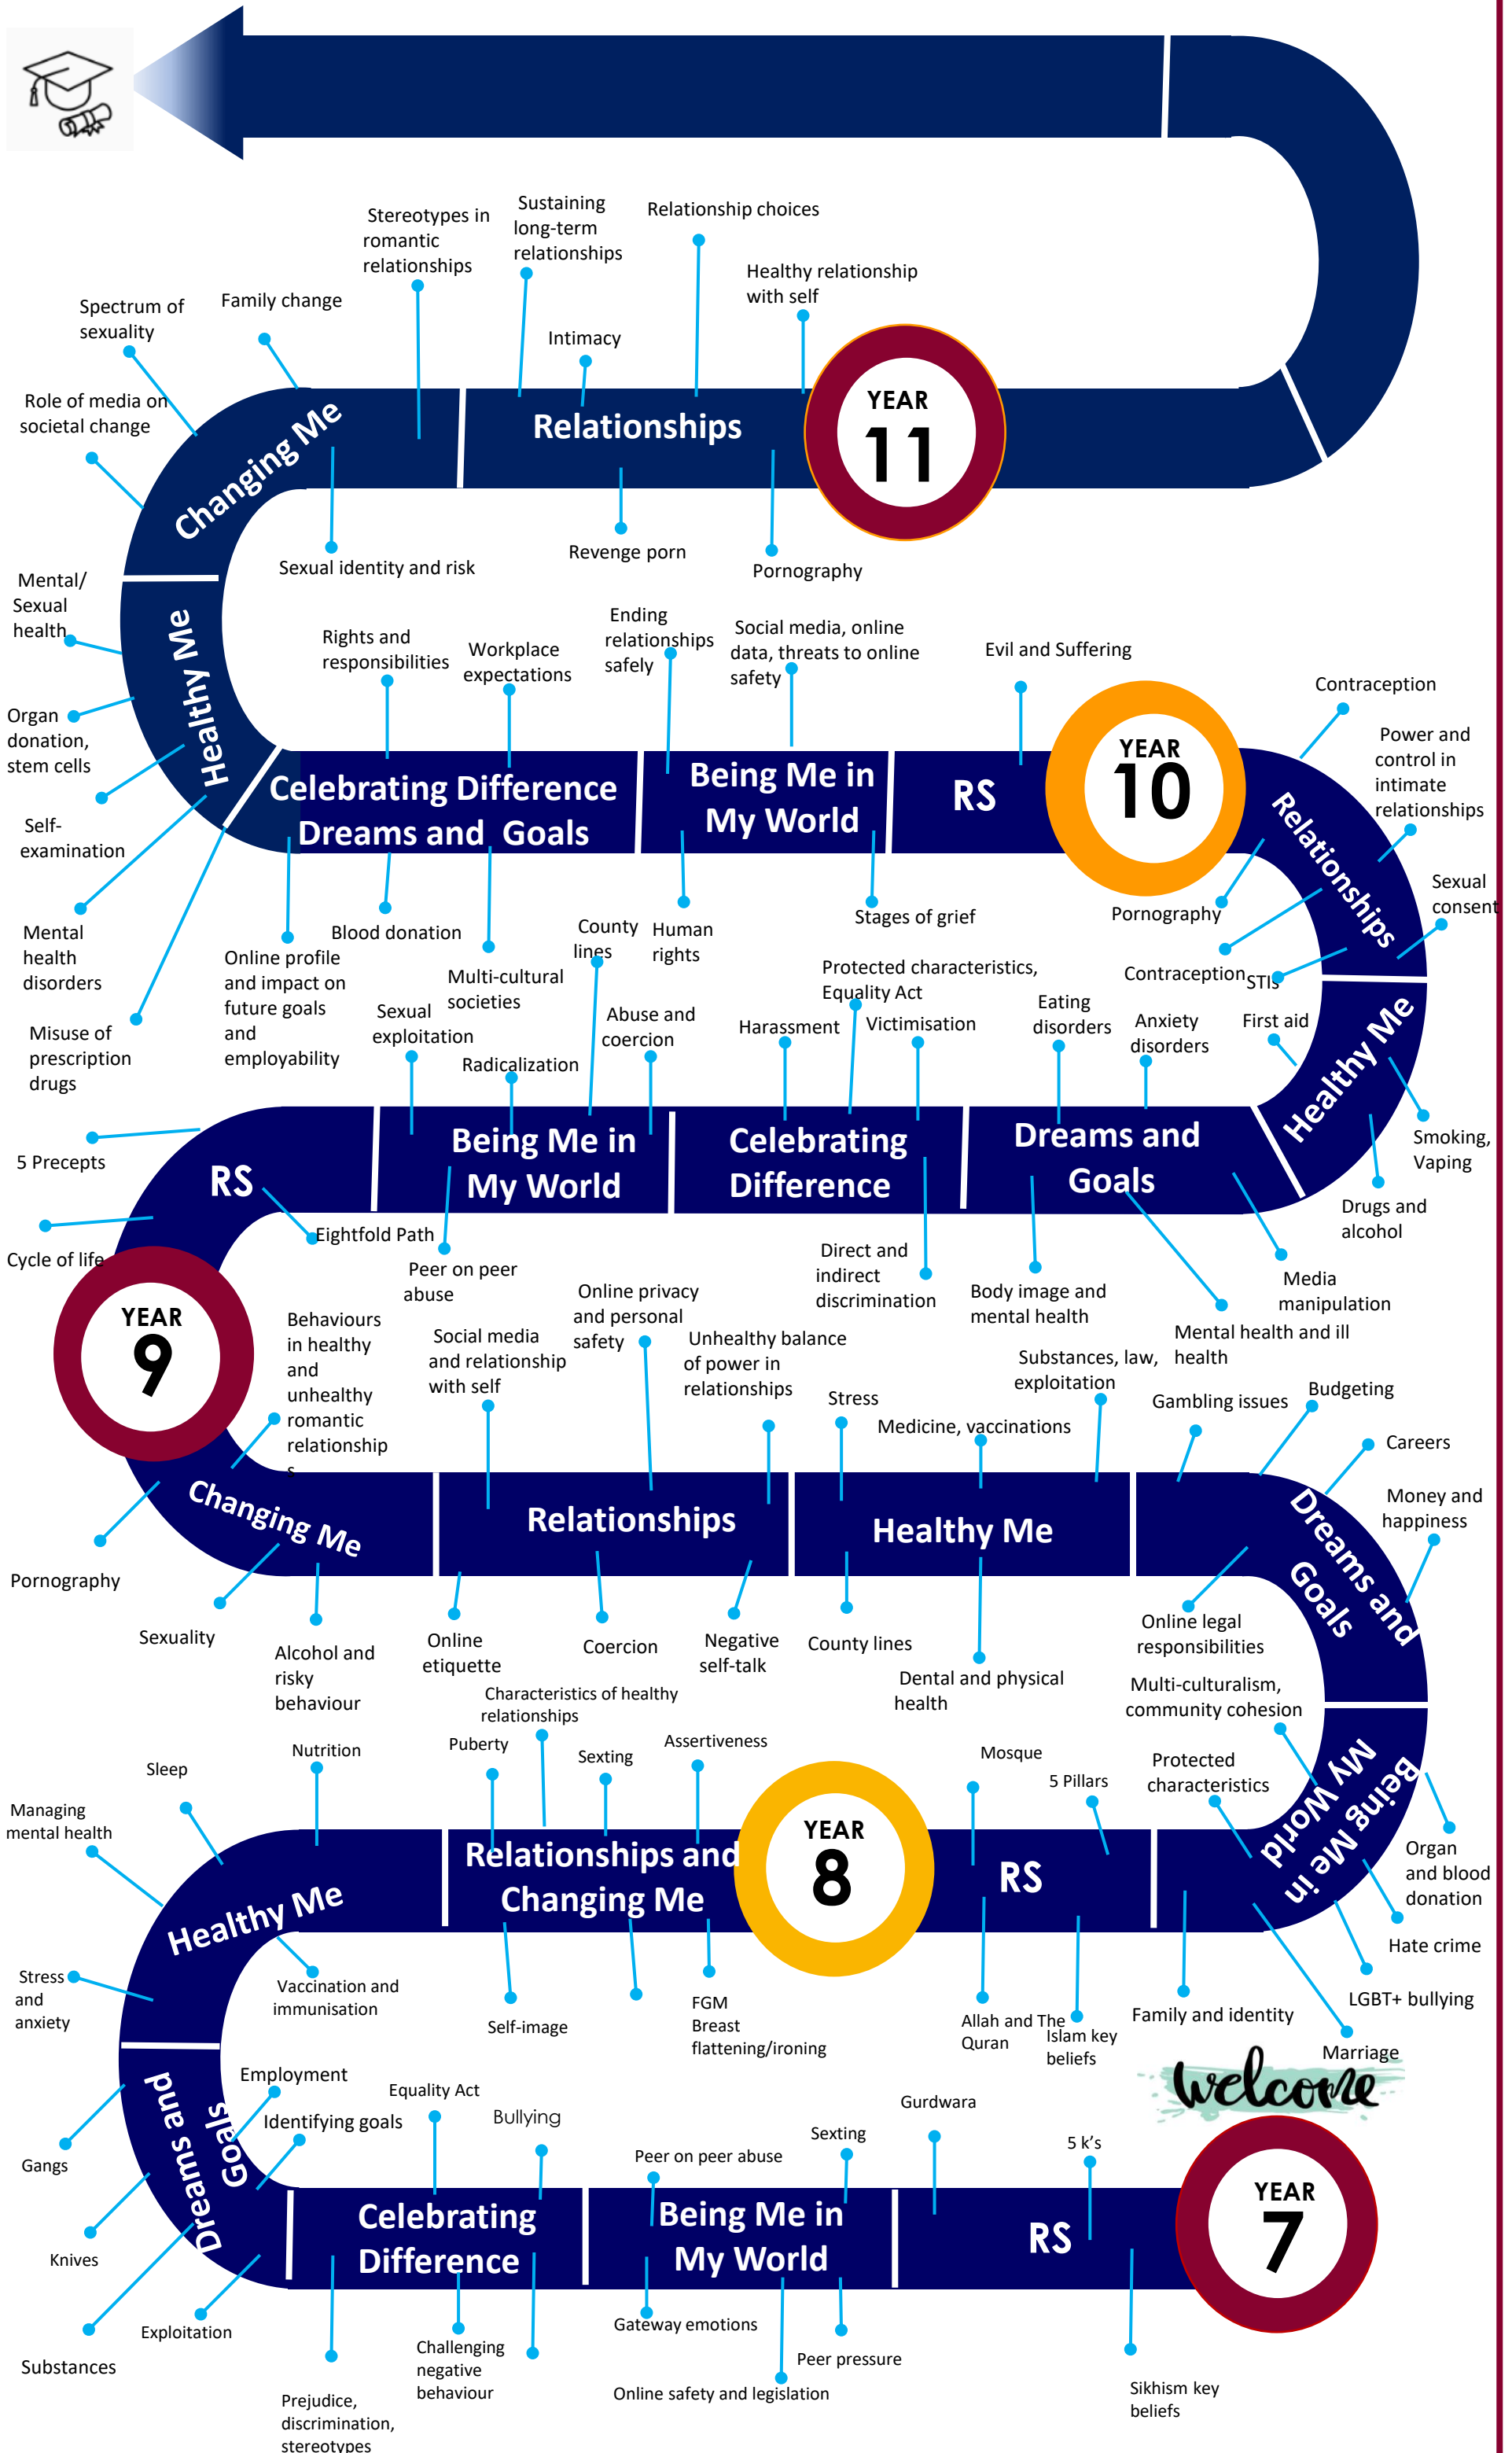 Stereotypes in
romantic
relationships
Sustaining
long-term
relationships
Relationship choices
Healthy relationship
with self
Spectrum of
sexuality
Family change
Intimacy
Role of media on
societal change
Changing Me
Relationships
YEAR
11
Sexual identity and risk
Revenge porn
Pornography
Mental/
Sexual
health
Healthy Me
Rights and
responsibilities
Workplace
expectations
Ending
relationships
safely
Social media, online
data, threats to online
safety
Evil and Suffering
Contraception
Organ
donation,
stem cells
Power and
control in
intimate
relationships
Celebrating Difference
Dreams and Goals
Being Me in
My World
RS
YEAR
10
Relationships
Self-
examination
Sexual
consent
Mental
health
disorders
Online profile
and impact on
future goals
and
employability
Blood donation
Multi-cultural
societies
County
lines
Human
rights
Stages of grief
Pornography
Contraception
STIs
Misuse of
prescription
drugs
Sexual
exploitation
Radicalization
Abuse and
coercion
Harassment
Protected characteristics,
Equality Act
Victimisation
Eating
disorders
Anxiety
disorders
First aid
Healthy Me
5 Precepts
RS
Being Me in
My World
Celebrating
Difference
Dreams and
Goals
Smoking,
Vaping
Drugs and
alcohol
Cycle of life
Eightfold Path
Peer on peer
abuse
Direct and
indirect
discrimination
Body image and
mental health
Media
manipulation
Mental health and ill
health
YEAR
9
Behaviours
in healthy
and
unhealthy
romantic
relationship
s
Social media
and relationship
with self
Online privacy
and personal
safety
Unhealthy balance
of power in
relationships
Stress
Medicine, vaccinations
Substances, law,
exploitation
Gambling issues
Budgeting
Careers
Money and
happiness
Changing Me
Relationships
Healthy Me
Dreams and
Goals
Pornography
Sexuality
Alcohol and
risky
behaviour
Online
etiquette
Coercion
Negative
self-talk
County lines
Dental and physical
health
Online legal
responsibilities
Multi-culturalism,
community cohesion
Protected
characteristics
Being Me in
My World
Organ
and blood
donation
Hate crime
LGBT+ bullying
Marriage
Family and identity
Managing
mental health
Sleep
Nutrition
Puberty
Characteristics of healthy
relationships
Sexting
Assertiveness
Mosque
5 Pillars
Healthy Me
Relationships and
Changing Me
YEAR
8
RS
Stress
and
anxiety
Vaccination and
immunisation
Self-image
FGM
Breast
flattening/ironing
Allah and The
Quran
Islam key
beliefs
welcome
Dreams and
Goals
Employment
Identifying goals
Equality Act
Bullying
Peer on peer abuse
Sexting
Gurdwara
5 k's
Gangs
Knives
Substances
Exploitation
Celebrating
Difference
Being Me in
My World
RS
YEAR
7
Prejudice,
discrimination,
stereotypes
Challenging
negative
behaviour
Gateway emotions
Online safety and legislation
Peer pressure
Sikhism key
beliefs